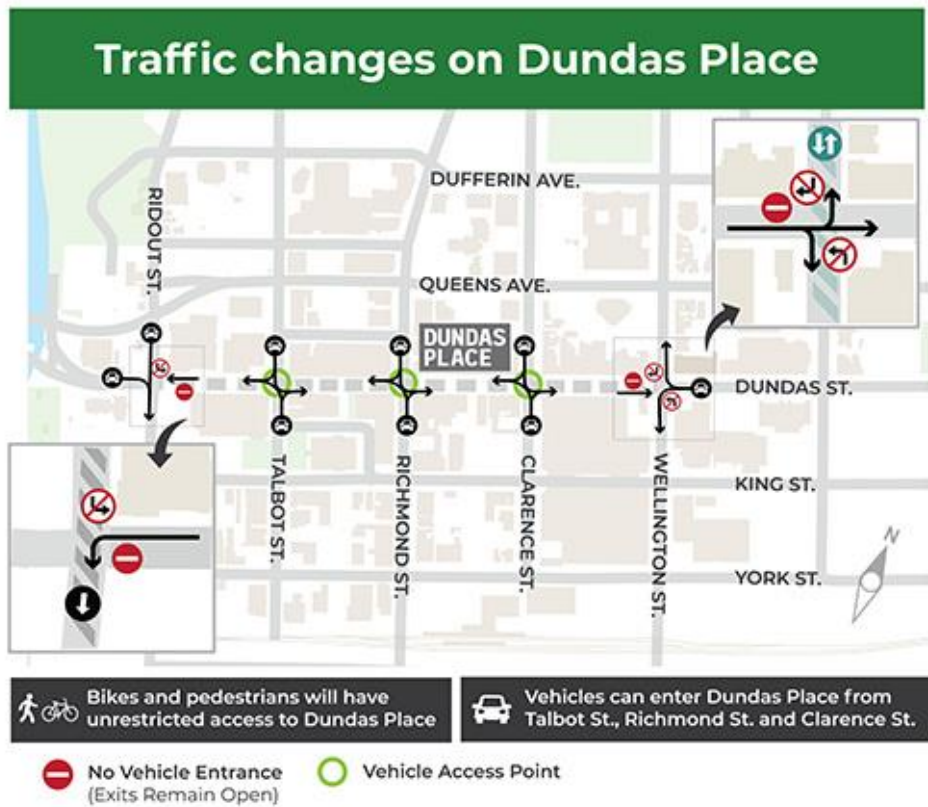 Traffic changes on Dundas Place
DUFFERIN AVE.
RIDOUT ST.
QUEENS AVE.
DUNDAS
PLACE
DUNDAS ST.
TALBOT ST.
RICHMOND ST.
CLARENCE ST.
WELLINGTON ST.
KING ST.
YORK ST.
N
Bikes and pedestrians will have
unrestricted access to Dundas Place
Vehicles can enter Dundas Place from
Talbot St., Richmond St. and Clarence St.
No Vehicle Entrance
(Exits Remain Open)
Vehicle Access Point